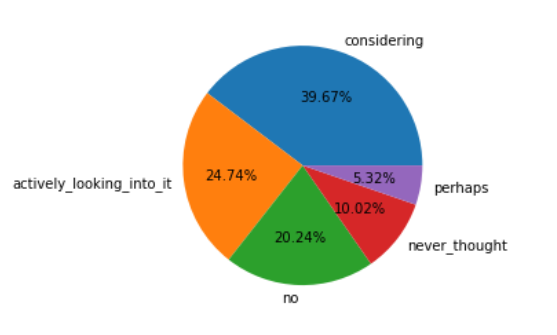 considering
39.67%
24.74%
actively_looking_into_it
5.32%
perhaps
10.02%
20.24%
never_thought
no